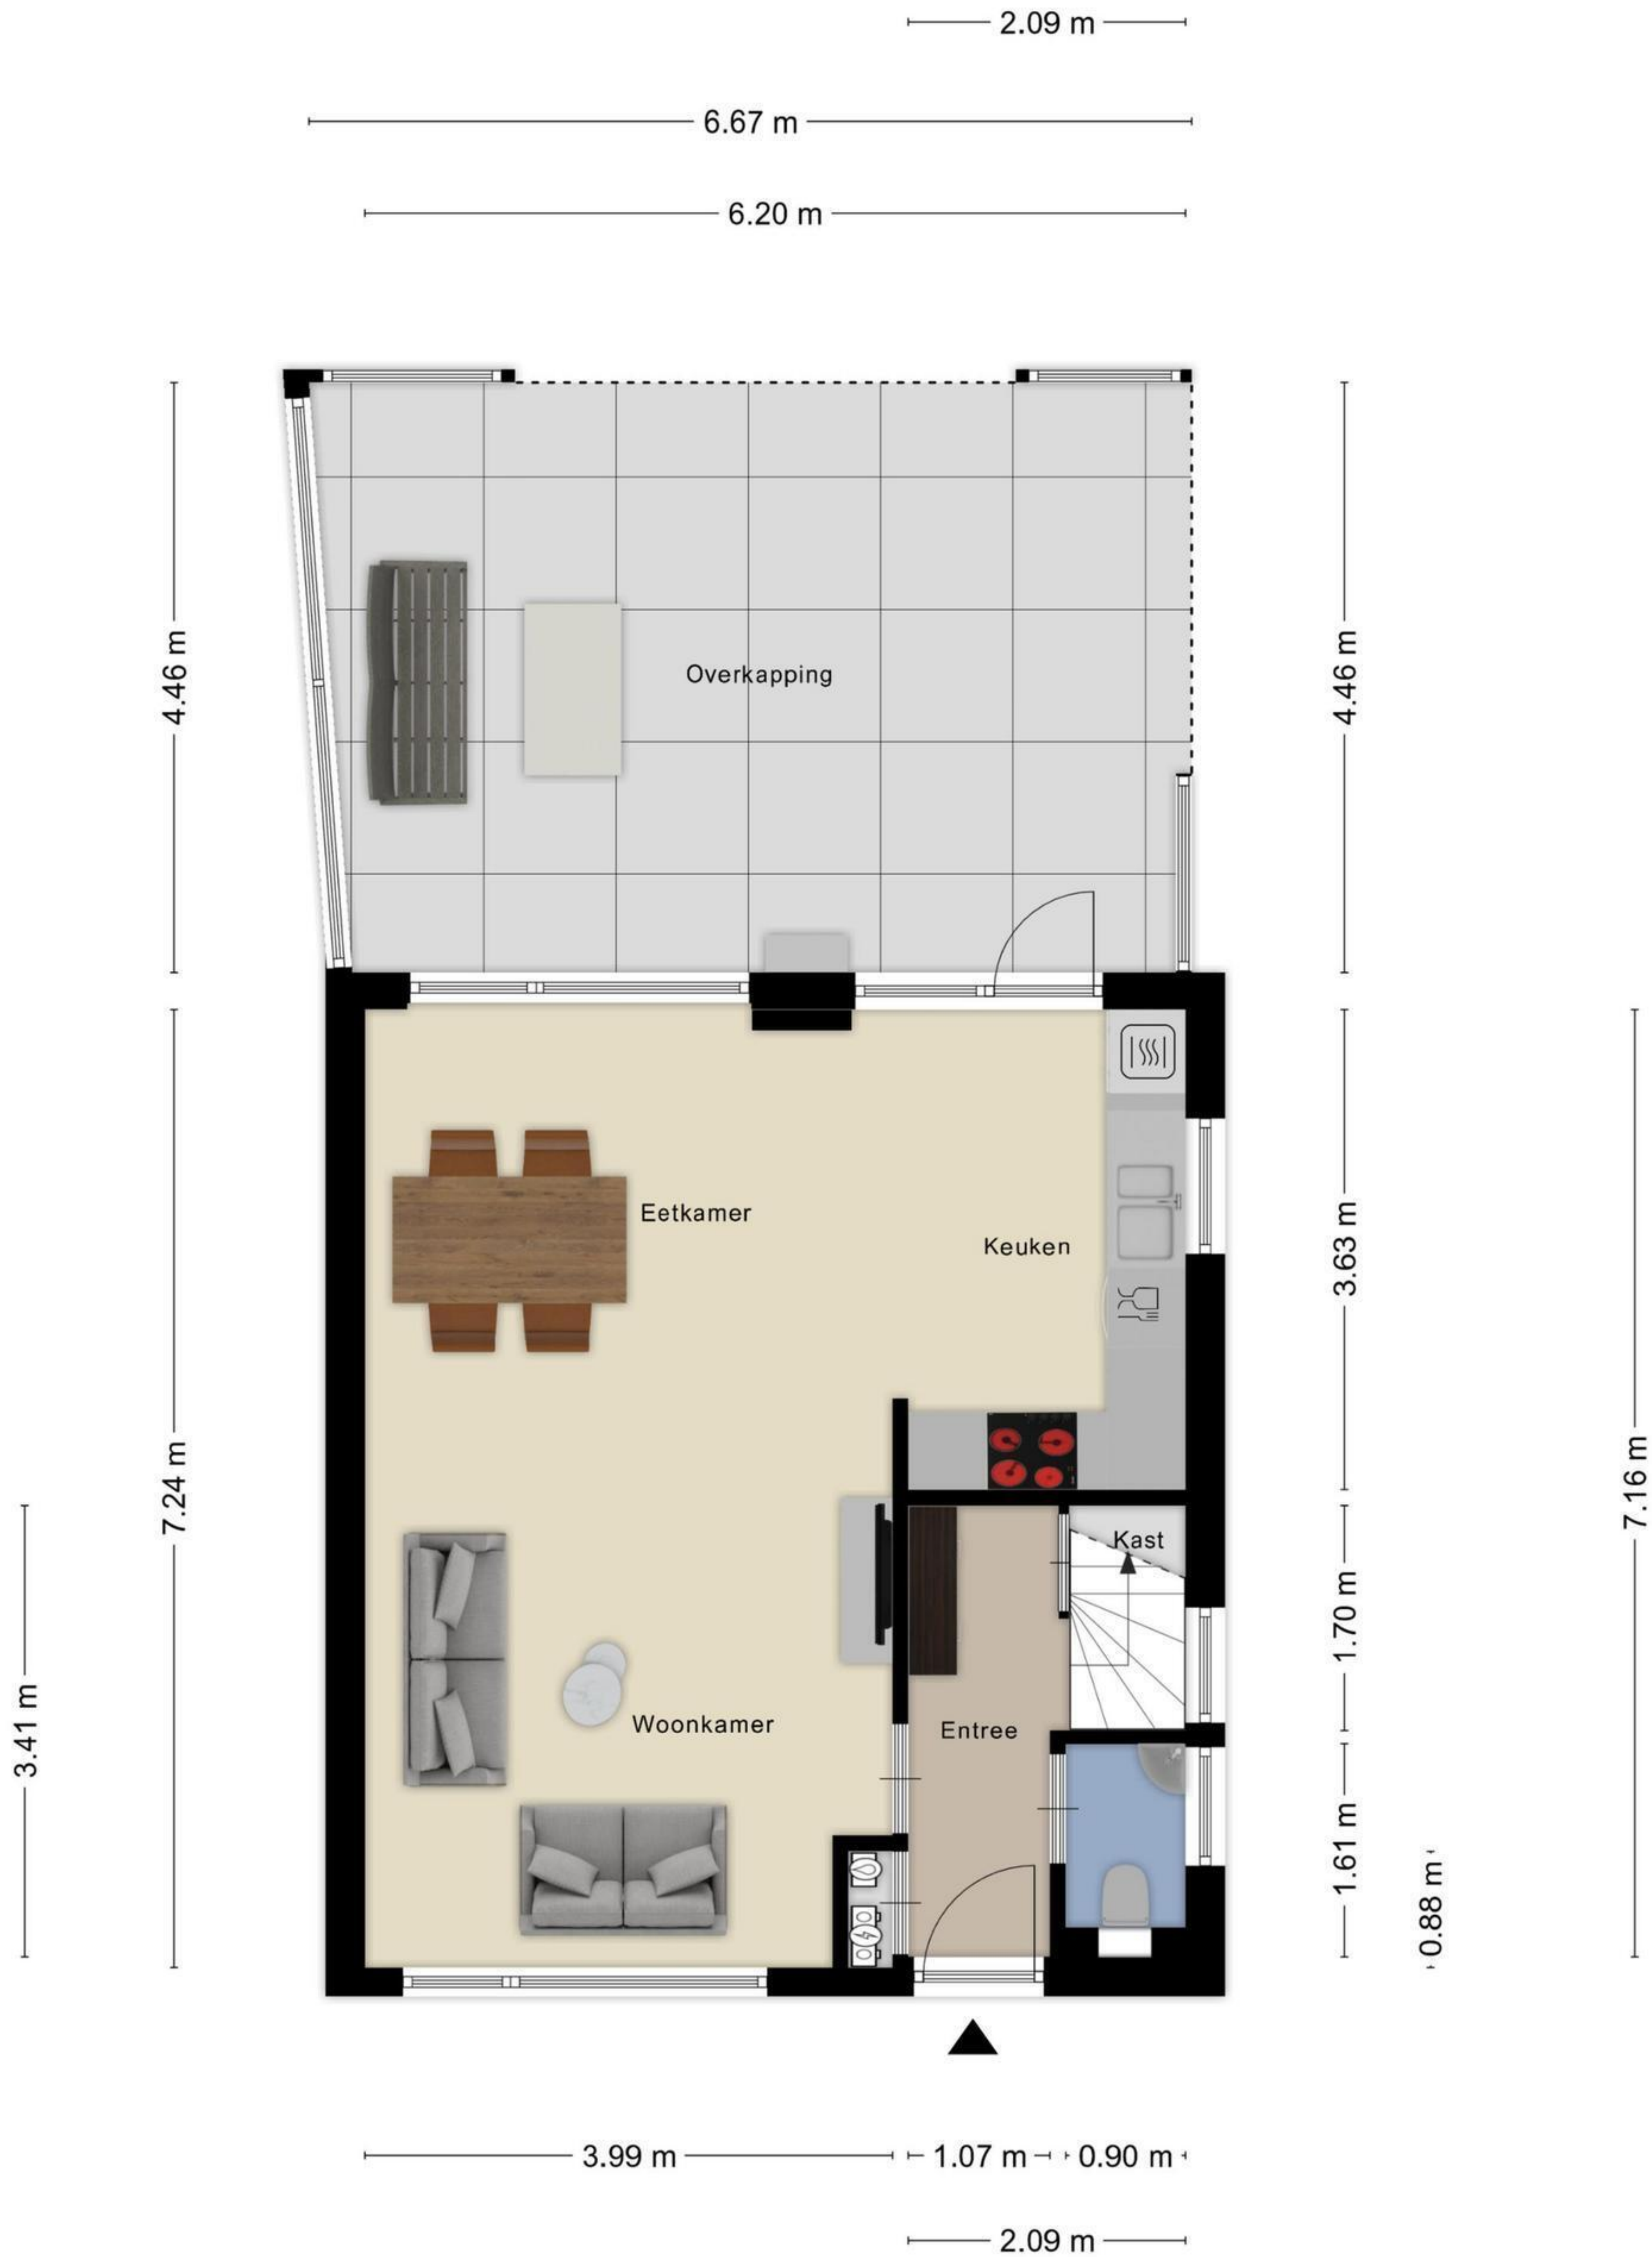 2.09 m
6.67 m
6.20 m
4.46 m
4.46 m
Overkapping
Eetkamer
Keuken
3.63 m
7.24 m
7.16 m
Kast
1.70 m
3.41 m
Woonkamer
Entree
1.61 m
0.88 m
3.99 m
1.07 m
0.90 m
2.09 m